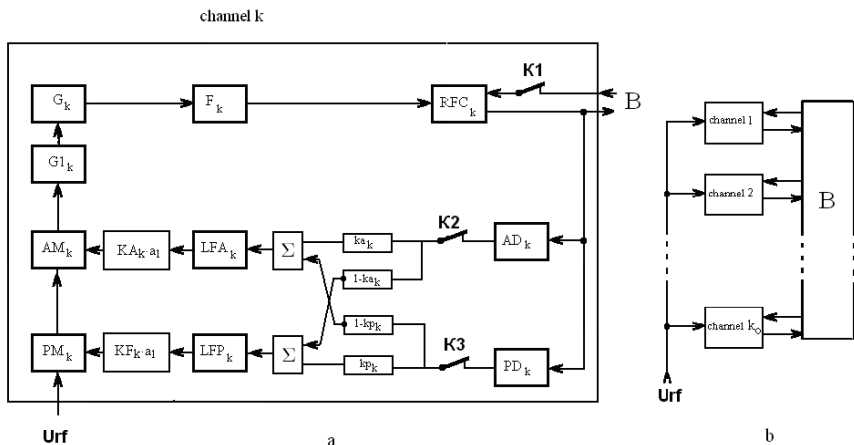 channel k
G_k
F_k
RFC_k
K1
B
G1_k
AM_k
KA_k·a_l
LFA_k
Σ
ka_k
K2
AD_k
1-ka_k
1-kp_k
PM_k
KF_k·a_l
LFP_k
Σ
kp_k
K3
PD_k
Urf
a
channel 1
channel 2
B
channel k_o
Urf
b